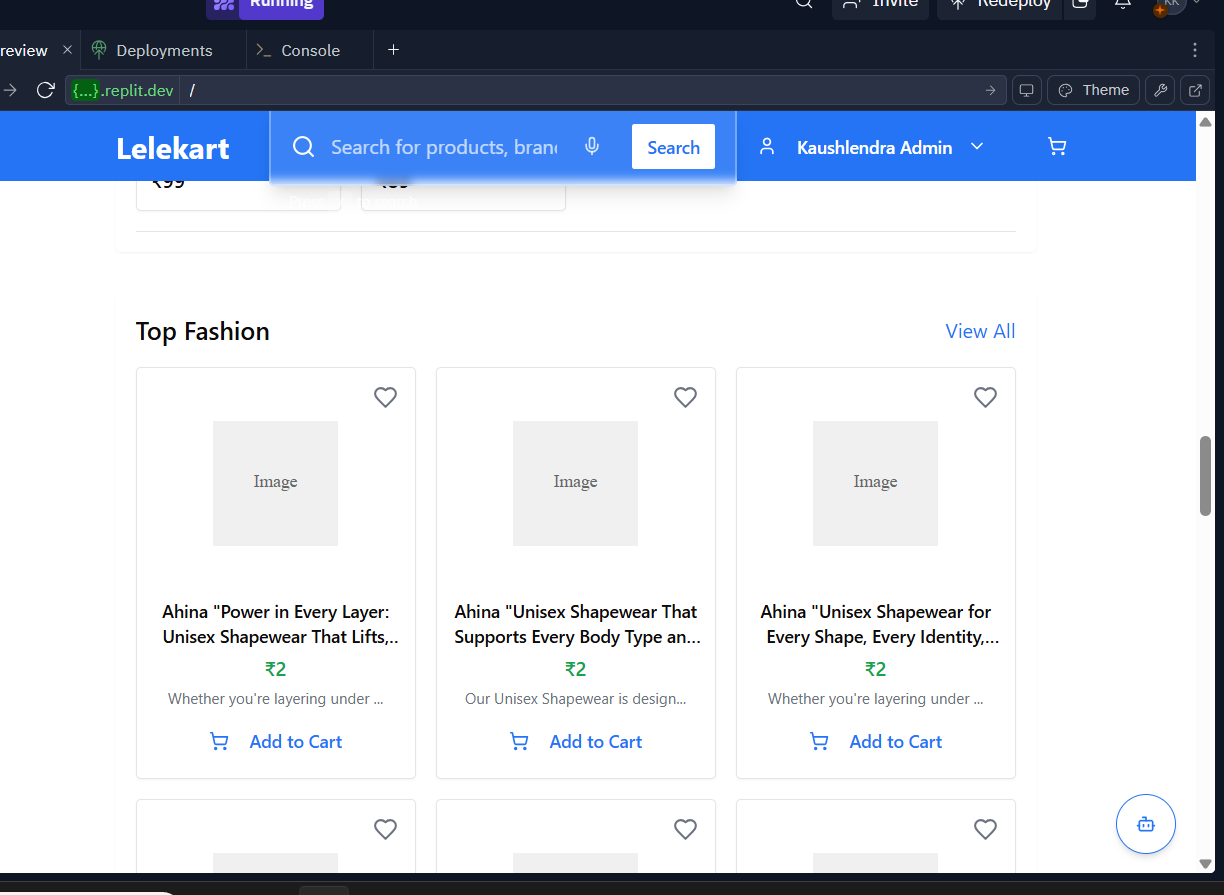 Running
Invite
Redeploy
KK
review
Deployments
Console
{...}.replit.dev
/
Theme
Lelekart
Search for products, bran
Search
Kaushlendra Admin
₹99
Top Fashion
View All
Image
Image
Image
Ahina "Power in Every Layer:
Unisex Shapewear That Lifts,..
₹2
Whether you're layering under ...
Add to Cart
Ahina "Unisex Shapewear That
Supports Every Body Type an...
₹2
Our Unisex Shapewear is design...
Add to Cart
Ahina "Unisex Shapewear for
Every Shape, Every Identity,...
₹2
Whether you're layering under ...
Add to Cart